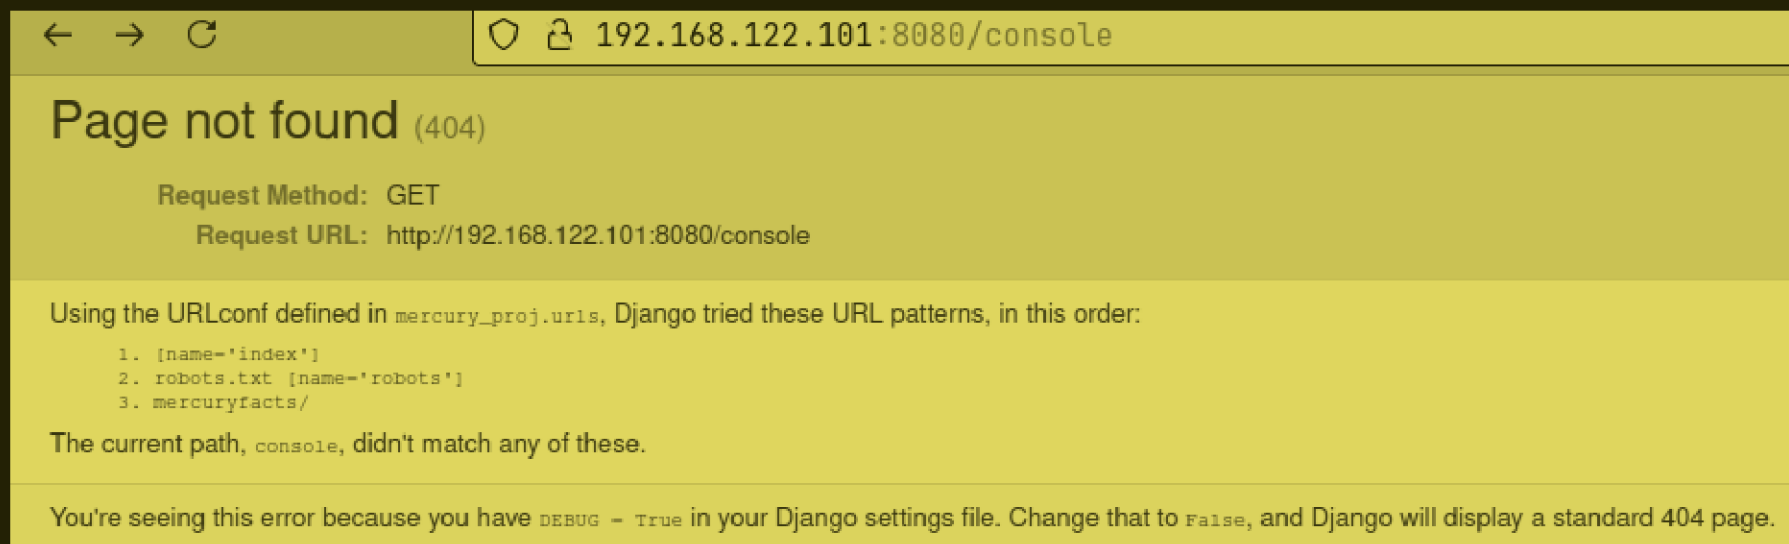 192.168.122.101:8080/console
Page not found (404)
Request Method: GET
Request URL: http://192.168.122.101:8080/console
Using the URLconf defined in mercury_proj.urls, Django tried these URL patterns, in this order:
1. [name='index']
2. robots.txt [name='robots']
3. mercuryfacts/
The current path, console, didn't match any of these.
You're seeing this error because you have DEBUG = True in your Django settings file. Change that to False, and Django will display a standard 404 page.